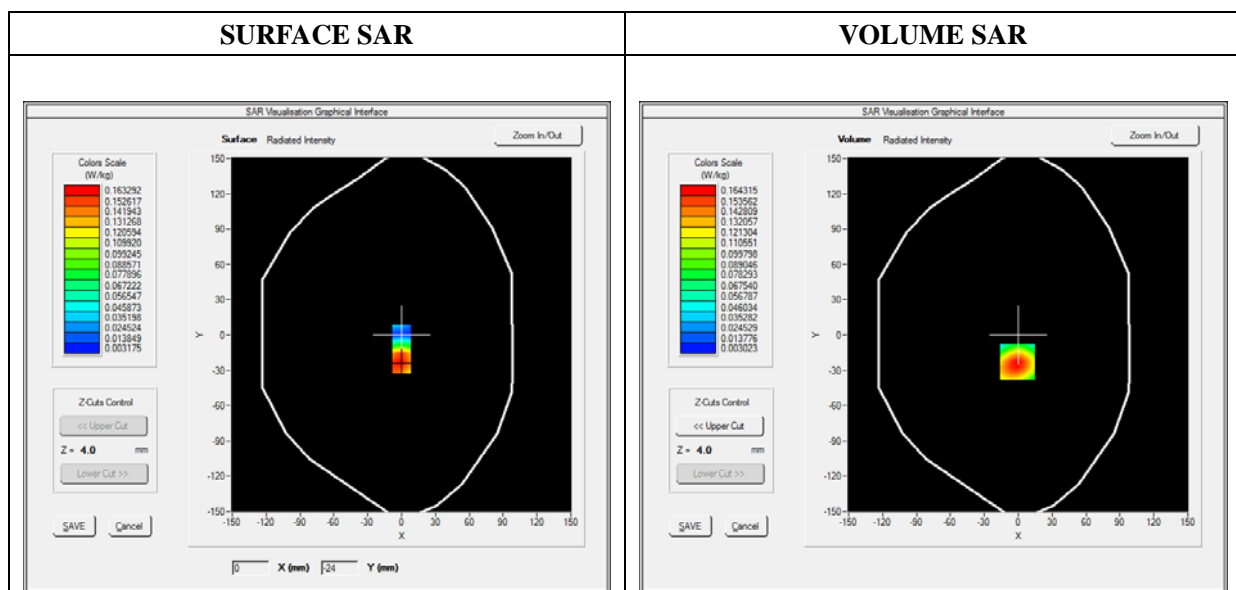 SURFACE SAR
VOLUME SAR
SAR Visualisation Graphical Interface
Surface Radiated Intensity
Zoom In/Out
Colors Scale
(W/kg)
0.163292
0.152617
0.141943
0.131268
0.120594
0.109920
0.099245
0.088571
0.077896
0.067222
0.056547
0.045873
0.035198
0.024524
0.013849
0.003175
Z-Cuts Control
<< Upper Cut
Z = 4.0 mm
Lower Cut >>
SAVE Cancel
150
120
90
60
30
0
-30
-60
-90
-120
-150
Y
-150 -120 -90 -60 -30 0 30 60 90 120 150
X
0 X (mm) -24 Y (mm)
SAR Visualisation Graphical Interface
Volume Radiated Intensity
Zoom In/Out
Colors Scale
(W/kg)
0.164315
0.153562
0.142809
0.132057
0.121304
0.110551
0.099798
0.089046
0.078293
0.067540
0.056787
0.046034
0.035282
0.024529
0.013776
0.003023
Z-Cuts Control
<< Upper Cut
Z = 4.0 mm
Lower Cut >>
SAVE Cancel
150
120
90
60
30
0
-30
-60
-90
-120
-150
Y
-150 -120 -90 -60 -30 0 30 60 90 120 150
X